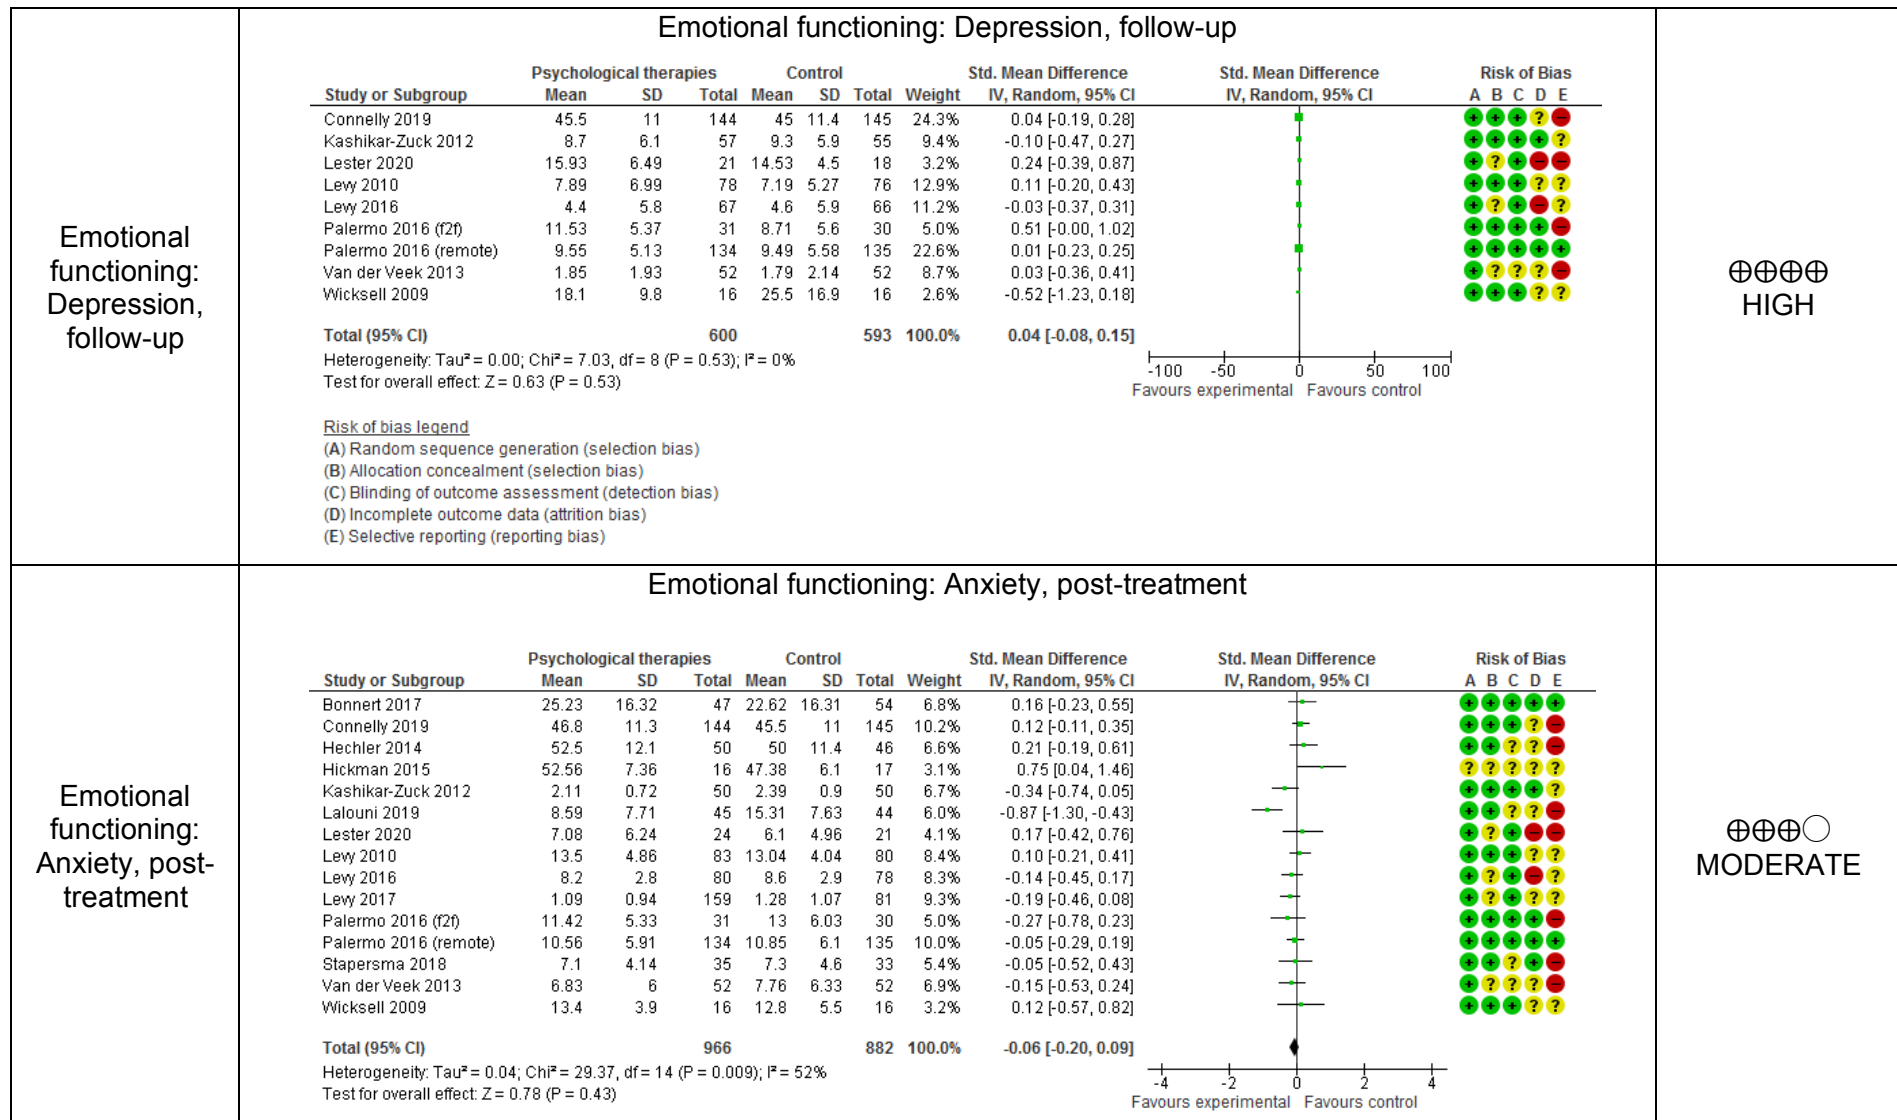 Emotional functioning: Depression, follow-up
Emotional functioning: Depression, follow-up
Psychological therapies Control Std. Mean Difference Std. Mean Difference Risk of Bias
Study or Subgroup Mean SD Total Mean SD Total Weight IV, Random, 95% CI IV, Random, 95% CI A B C D E
Connelly 2019 45.5 11 144 45 11.4 145 24.3% 0.04 [-0.19, 0.28] + + + ? −
Kashikar-Zuck 2012 8.7 6.1 57 9.3 5.9 55 9.4% -0.10 [-0.47, 0.27] + + + + ?
Lester 2020 15.93 6.49 21 14.53 4.5 18 3.2% 0.24 [-0.39, 0.87] + ? + − −
Levy 2010 7.89 6.99 78 7.19 5.27 76 12.9% 0.11 [-0.20, 0.43] + + + ? ?
Levy 2016 4.4 5.8 67 4.6 5.9 66 11.2% -0.03 [-0.37, 0.31] + ? + − ?
Palermo 2016 (f2f) 11.53 5.37 31 8.71 5.6 30 5.0% 0.51 [-0.00, 1.02] + + + + −
Palermo 2016 (remote) 9.55 5.13 134 9.49 5.58 135 22.6% 0.01 [-0.23, 0.25] + + + + +
Van der Veek 2013 1.85 1.93 52 1.79 2.14 52 8.7% 0.03 [-0.36, 0.41] + ? ? ? −
Wicksell 2009 18.1 9.8 16 25.5 16.9 16 2.6% -0.52 [-1.23, 0.18] + + + ? ?
Total (95% CI) 600 593 100.0% 0.04 [-0.08, 0.15]
Heterogeneity: Tau² = 0.00; Chi² = 7.03, df = 8 (P = 0.53); I² = 0%
Test for overall effect: Z = 0.63 (P = 0.53)
-100 -50 0 50 100
Favours experimental Favours control
Risk of bias legend
(A) Random sequence generation (selection bias)
(B) Allocation concealment (selection bias)
(C) Blinding of outcome assessment (detection bias)
(D) Incomplete outcome data (attrition bias)
(E) Selective reporting (reporting bias)
⊕⊕⊕⊕
HIGH
Emotional functioning: Anxiety, post-treatment
Emotional functioning: Anxiety, post-treatment
Psychological therapies Control Std. Mean Difference Std. Mean Difference Risk of Bias
Study or Subgroup Mean SD Total Mean SD Total Weight IV, Random, 95% CI IV, Random, 95% CI A B C D E
Bonnert 2017 25.23 16.32 47 22.62 16.31 54 6.8% 0.16 [-0.23, 0.55] + + + + +
Connelly 2019 46.8 11.3 144 45.5 11 145 10.2% 0.12 [-0.11, 0.35] + + + ? −
Hechler 2014 52.5 12.1 50 50 11.4 46 6.6% 0.21 [-0.19, 0.61] + + ? ? −
Hickman 2015 52.56 7.36 16 47.38 6.1 17 3.1% 0.75 [0.04, 1.46] ? ? ? ? ?
Kashikar-Zuck 2012 2.11 0.72 50 2.39 0.9 50 6.7% -0.34 [-0.74, 0.05] + + + + ?
Lalouni 2019 8.59 7.71 45 15.31 7.63 44 6.0% -0.87 [-1.30, -0.43] + + ? ? −
Lester 2020 7.08 6.24 24 6.1 4.96 21 4.1% 0.17 [-0.42, 0.76] + ? + − −
Levy 2010 13.5 4.86 83 13.04 4.04 80 8.4% 0.10 [-0.21, 0.41] + + + ? ?
Levy 2016 8.2 2.8 80 8.6 2.9 78 8.3% -0.14 [-0.45, 0.17] + ? + − ?
Levy 2017 1.09 0.94 159 1.28 1.07 81 9.3% -0.19 [-0.46, 0.08] + ? + ? ?
Palermo 2016 (f2f) 11.42 5.33 31 13 6.03 30 5.0% -0.27 [-0.78, 0.23] + + + + −
Palermo 2016 (remote) 10.56 5.91 134 10.85 6.1 135 10.0% -0.05 [-0.29, 0.19] + + + + +
Stapersma 2018 7.1 4.14 35 7.3 4.6 33 5.4% -0.05 [-0.52, 0.43] + + ? + −
Van der Veek 2013 6.83 6 52 7.76 6.33 52 6.9% -0.15 [-0.53, 0.24] + ? ? ? −
Wicksell 2009 13.4 3.9 16 12.8 5.5 16 3.2% 0.12 [-0.57, 0.82] + + + ? ?
Total (95% CI) 966 882 100.0% -0.06 [-0.20, 0.09]
Heterogeneity: Tau² = 0.04; Chi² = 29.37, df = 14 (P = 0.009); I² = 52%
Test for overall effect: Z = 0.78 (P = 0.43)
-4 -2 0 2 4
Favours experimental Favours control
⊕⊕⊕◯
MODERATE